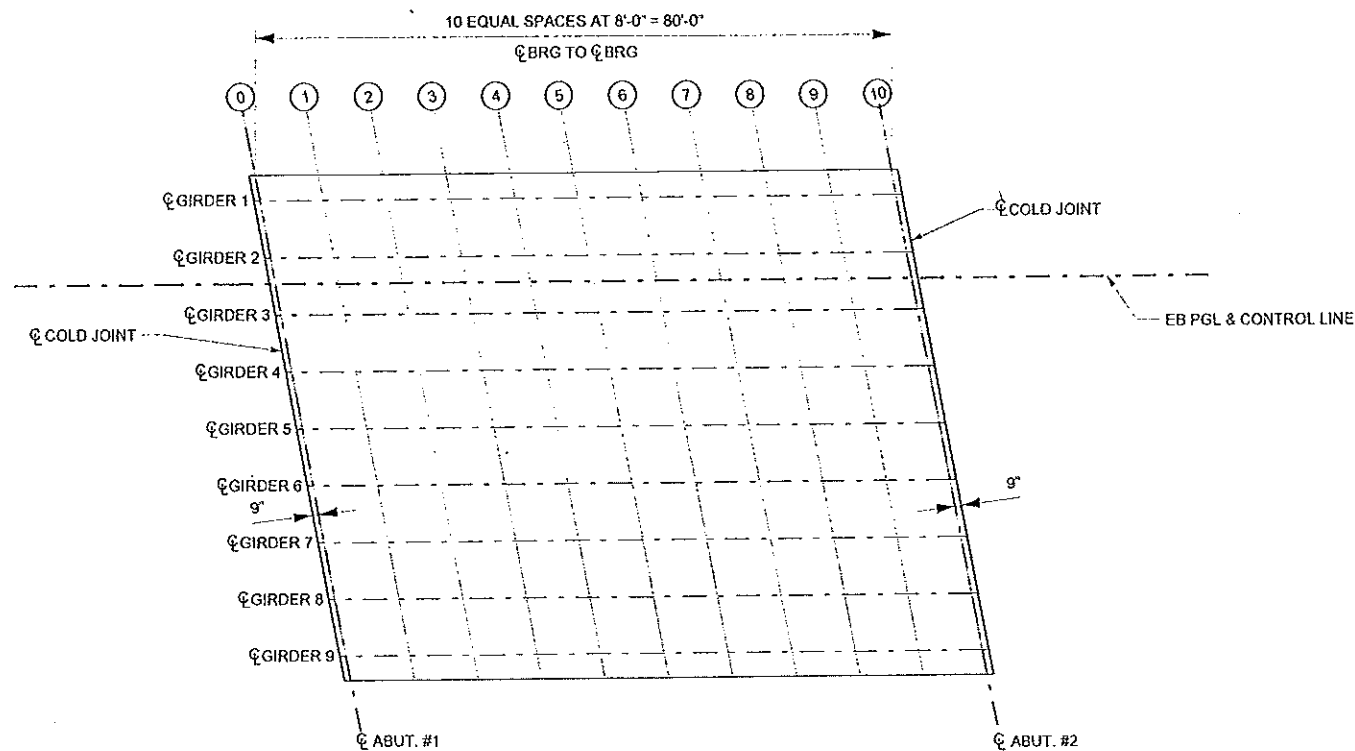 10 EQUAL SPACES AT 8'-0" = 80'-0"
℄ BRG TO ℄ BRG
0 1 2 3 4 5 6 7 8 9 10
℄ GIRDER 1
℄ COLD JOINT
℄ GIRDER 2
℄ GIRDER 3
EB PGL & CONTROL LINE
℄ COLD JOINT
℄ GIRDER 4
℄ GIRDER 5
℄ GIRDER 6
9"
9"
℄ GIRDER 7
℄ GIRDER 8
℄ GIRDER 9
℄ ABUT. #1
℄ ABUT. #2